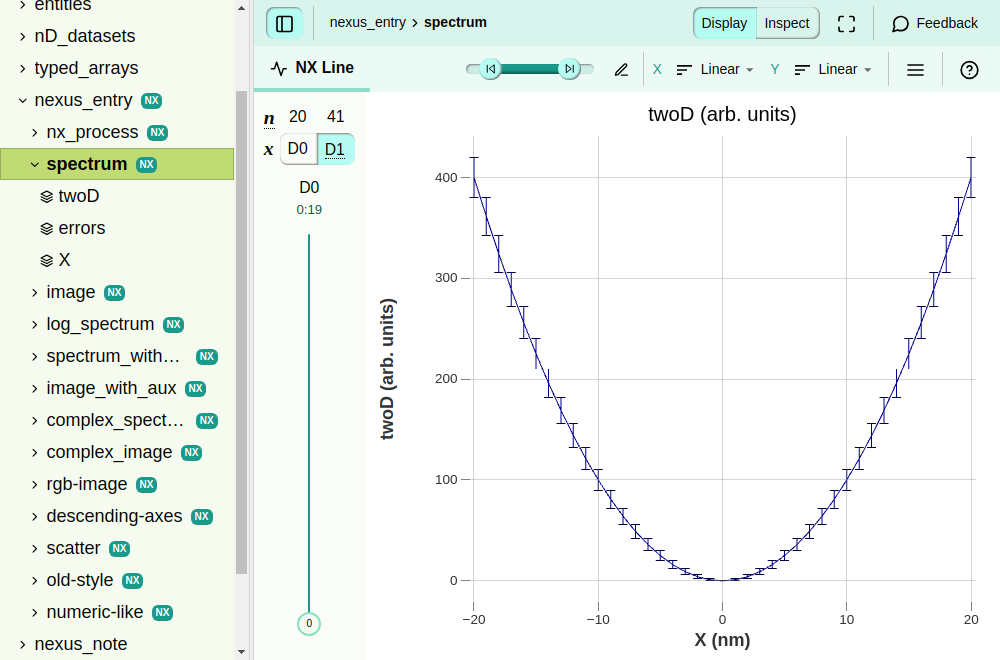 entities
nD_datasets
typed_arrays
nexus_entry NX
nx_process NX
spectrum NX
twoD
errors
X
image NX
log_spectrum NX
spectrum_with… NX
image_with_aux NX
complex_spect… NX
complex_image NX
rgb-image NX
descending-axes NX
scatter NX
old-style NX
numeric-like NX
nexus_note
nexus_entry › spectrum
Display Inspect Feedback
NX Line X Linear Y Linear
n 20 41
x D0 D1
D0
0:19
0
twoD (arb. units)
twoD (arb. units)
400
300
200
100
0
−20 −10 0 10 20
X (nm)